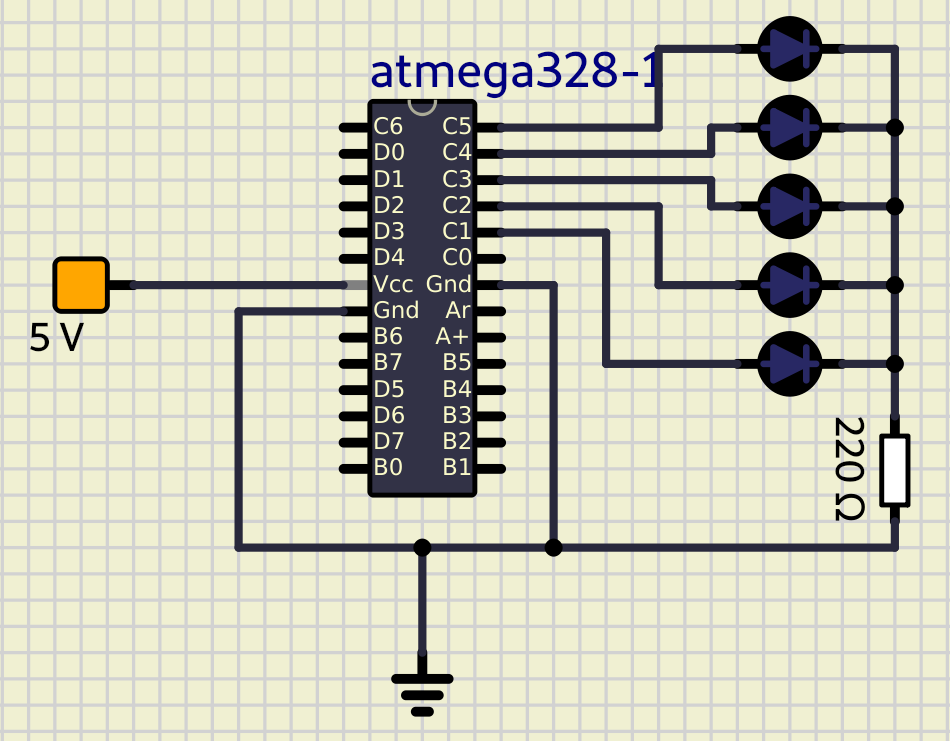 atmega328-1
C6 C5
D0 C4
D1 C3
D2 C2
D3 C1
D4 C0
Vcc Gnd
Gnd Ar
B6 A+
B7 B5
D5 B4
D6 B3
D7 B2
B0 B1
5 V
220 Ω